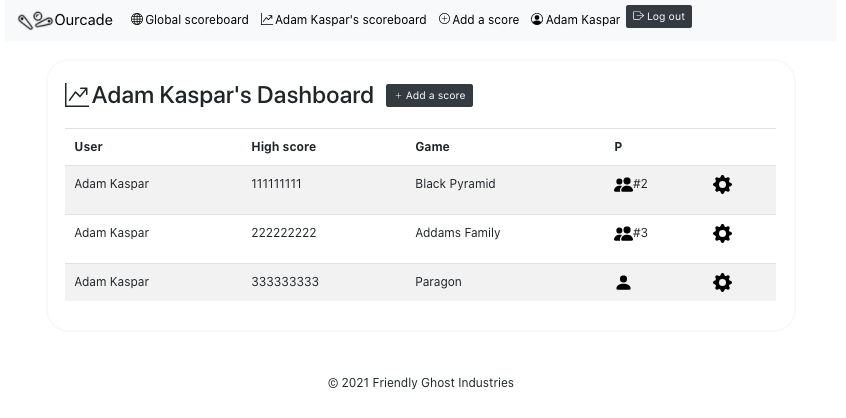 Ourcade Global scoreboard Adam Kaspar's scoreboard Add a score Adam Kaspar Log out
Adam Kaspar's Dashboard + Add a score
User High score Game P
Adam Kaspar 111111111 Black Pyramid #2
Adam Kaspar 222222222 Addams Family #3
Adam Kaspar 333333333 Paragon
© 2021 Friendly Ghost Industries